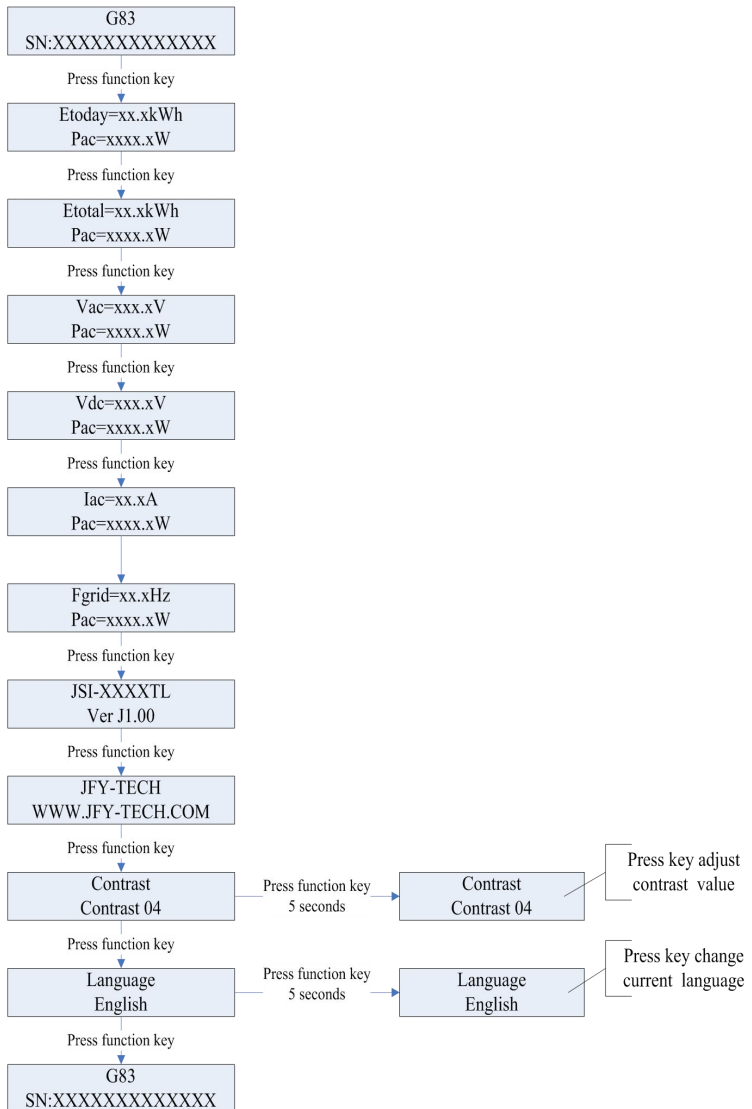 G83
SN:XXXXXXXXXXXXX
Press function key
Etoday=xx.xkWh
Pac=xxxx.xW
Press function key
Etotal=xx.xkWh
Pac=xxxx.xW
Press function key
Vac=xxx.xV
Pac=xxxx.xW
Press function key
Vdc=xxx.xV
Pac=xxxx.xW
Press function key
Iac=xx.xA
Pac=xxxx.xW
Fgrid=xx.xHz
Pac=xxxx.xW
Press function key
JSI-XXXXTL
Ver J1.00
Press function key
JFY-TECH
WWW.JFY-TECH.COM
Press function key
Contrast
Contrast 04
Press function key
5 seconds
Contrast
Contrast 04
Press key adjust
contrast value
Press function key
Language
English
Press function key
5 seconds
Language
English
Press key change
current language
Press function key
G83
SN:XXXXXXXXXXXXX